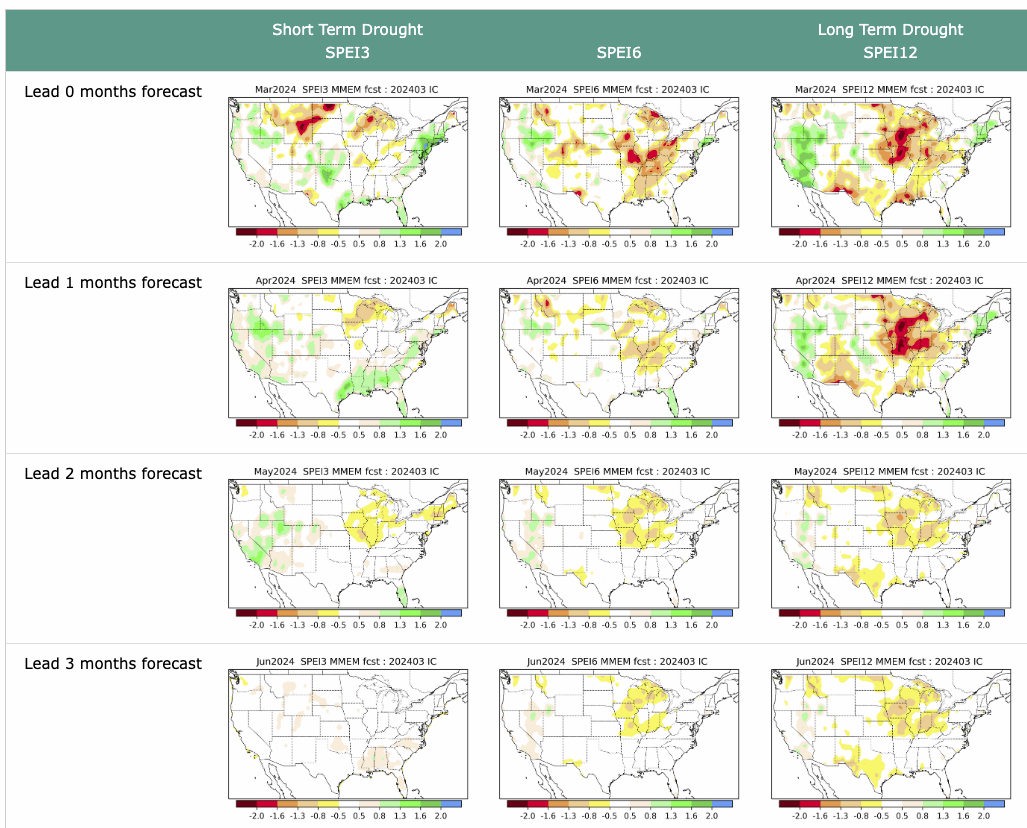 Short Term Drought
SPEI3
SPEI6
Long Term Drought
SPEI12
Lead 0 months forecast
Mar2024 SPEI3 MMEM fcst : 202403 IC
-2.0 -1.6 -1.3 -0.8 -0.5 0.5 0.8 1.3 1.6 2.0
Mar2024 SPEI6 MMEM fcst : 202403 IC
-2.0 -1.6 -1.3 -0.8 -0.5 0.5 0.8 1.3 1.6 2.0
Mar2024 SPEI12 MMEM fcst : 202403 IC
-2.0 -1.6 -1.3 -0.8 -0.5 0.5 0.8 1.3 1.6 2.0
Lead 1 months forecast
Apr2024 SPEI3 MMEM fcst : 202403 IC
-2.0 -1.6 -1.3 -0.8 -0.5 0.5 0.8 1.3 1.6 2.0
Apr2024 SPEI6 MMEM fcst : 202403 IC
-2.0 -1.6 -1.3 -0.8 -0.5 0.5 0.8 1.3 1.6 2.0
Apr2024 SPEI12 MMEM fcst : 202403 IC
-2.0 -1.6 -1.3 -0.8 -0.5 0.5 0.8 1.3 1.6 2.0
Lead 2 months forecast
May2024 SPEI3 MMEM fcst : 202403 IC
-2.0 -1.6 -1.3 -0.8 -0.5 0.5 0.8 1.3 1.6 2.0
May2024 SPEI6 MMEM fcst : 202403 IC
-2.0 -1.6 -1.3 -0.8 -0.5 0.5 0.8 1.3 1.6 2.0
May2024 SPEI12 MMEM fcst : 202403 IC
-2.0 -1.6 -1.3 -0.8 -0.5 0.5 0.8 1.3 1.6 2.0
Lead 3 months forecast
Jun2024 SPEI3 MMEM fcst : 202403 IC
-2.0 -1.6 -1.3 -0.8 -0.5 0.5 0.8 1.3 1.6 2.0
Jun2024 SPEI6 MMEM fcst : 202403 IC
-2.0 -1.6 -1.3 -0.8 -0.5 0.5 0.8 1.3 1.6 2.0
Jun2024 SPEI12 MMEM fcst : 202403 IC
-2.0 -1.6 -1.3 -0.8 -0.5 0.5 0.8 1.3 1.6 2.0